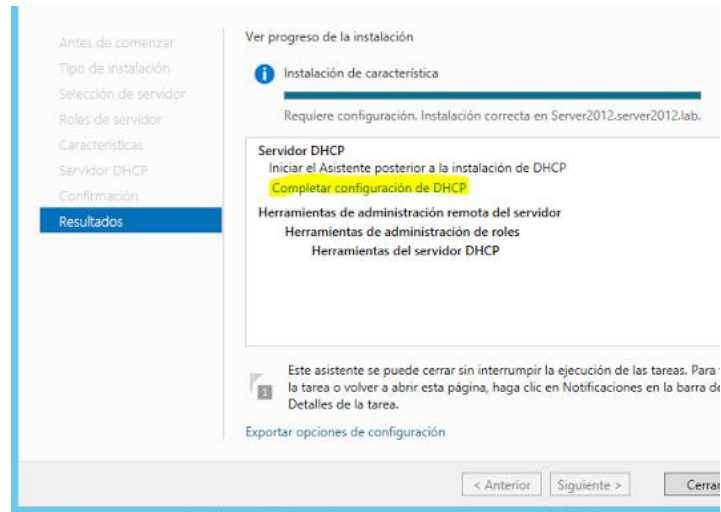 Antes de comenzar
Tipo de instalación
Selección de servidor
Roles de servidor
Características
Servidor DHCP
Confirmación
Resultados
Ver progreso de la instalación
Instalación de característica
Requiere configuración. Instalación correcta en Server2012.server2012.lab.
Servidor DHCP
Iniciar el Asistente posterior a la instalación de DHCP
Completar configuración de DHCP
Herramientas de administración remota del servidor
Herramientas de administración de roles
Herramientas del servidor DHCP
1
Este asistente se puede cerrar sin interrumpir la ejecución de las tareas. Para
la tarea o volver a abrir esta página, haga clic en Notificaciones en la barra de
Detalles de la tarea.
Exportar opciones de configuración
< Anterior
Siguiente >
Cerrar